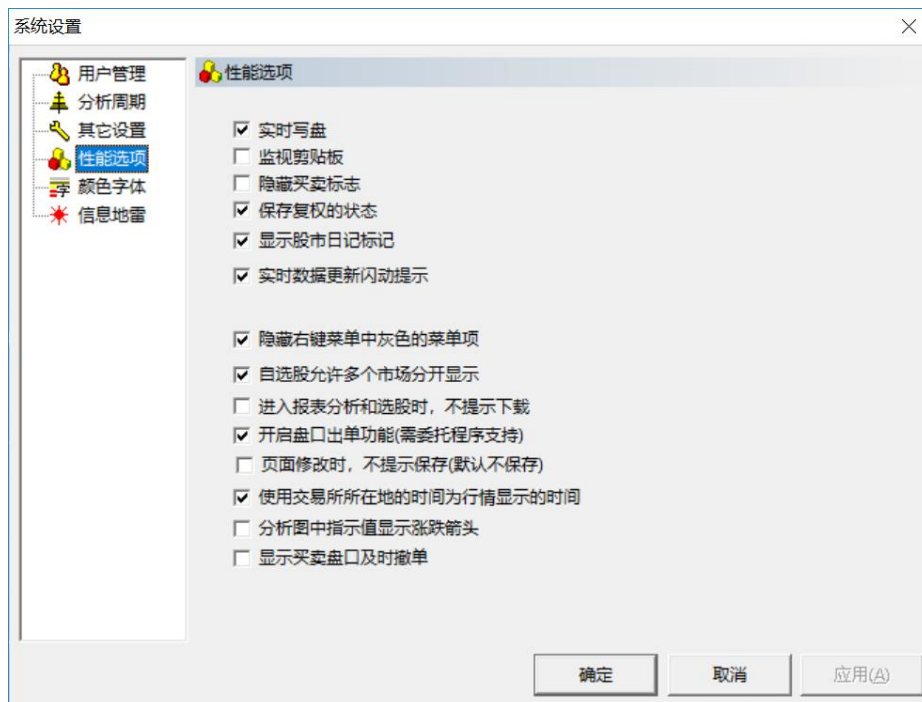 系统设置
用户管理
分析周期
其它设置
性能选项
颜色字体
信息地雷
性能选项
实时写盘
监视剪贴板
隐藏买卖标志
保存复权的状态
显示股市日记标记
实时数据更新闪动提示
隐藏右键菜单中灰色的菜单项
自选股允许多个市场分开显示
进入报表分析和选股时，不提示下载
开启盘口出单功能(需委托程序支持)
页面修改时，不提示保存(默认不保存)
使用交易所所在地的时间为行情显示的时间
分析图中指示值显示涨跌箭头
显示买卖盘口及时撤单
确定 取消 应用(A)